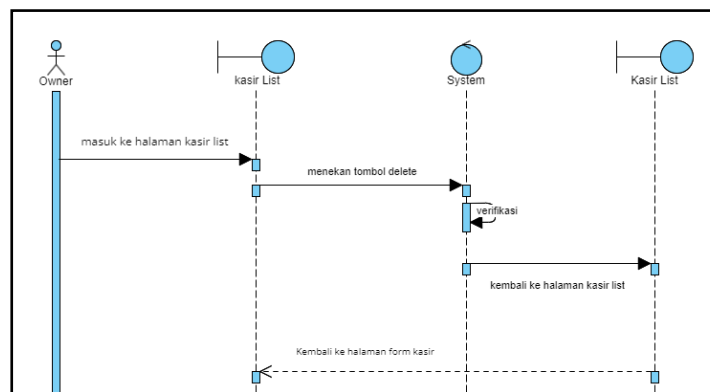 Owner
kasir List
System
Kasir List
masuk ke halaman kasir list
menekan tombol delete
verifikasi
kembali ke halaman kasir list
Kembali ke halaman form kasir